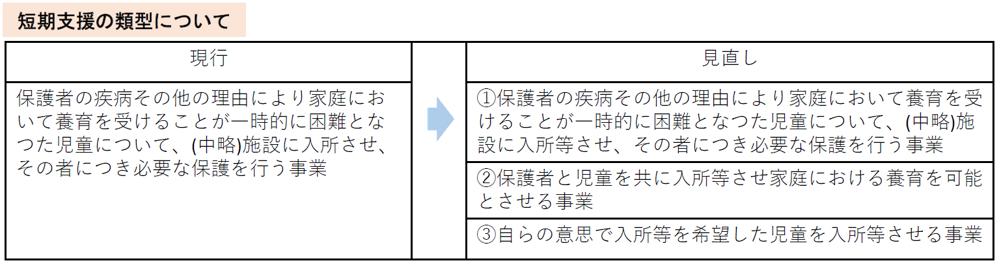 短期支援の類型について
現行
保護者の疾病その他の理由により家庭にお
いて養育を受けることが一時的に困難とな
つた児童について、(中略)施設に入所させ、
その者につき必要な保護を行う事業
見直し
①保護者の疾病その他の理由により家庭において養育を受
けることが一時的に困難となつた児童について、(中略)施
設に入所等させ、その者につき必要な保護を行う事業
②保護者と児童を共に入所等させ家庭における養育を可能
とさせる事業
③自らの意思で入所等を希望した児童を入所等させる事業